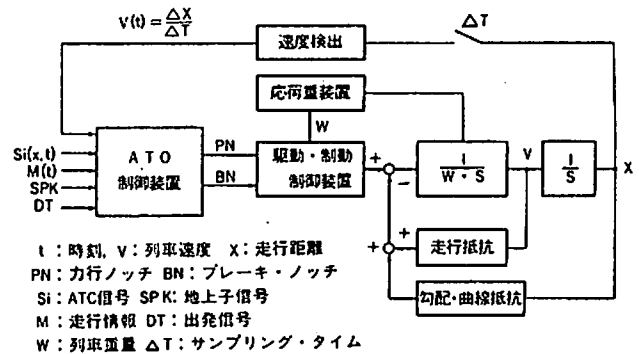 V(t)=ΔX/ΔT
ΔT
速度検出
応荷重装置
W
Si(x,t)
M(t)
SPK
DT
ATO
制御装置
PN
BN
駆動・制動
制御装置
+
−
1/W・S
V
1/S
X
+
+
走行抵抗
勾配・曲線抵抗
t：時刻, V：列車速度 X：走行距離
PN：力行ノッチ BN：ブレーキ・ノッチ
Si：ATC信号 SPK：地上子信号
M：走行情報 DT：出発信号
W：列車重量 ΔT：サンプリング・タイム